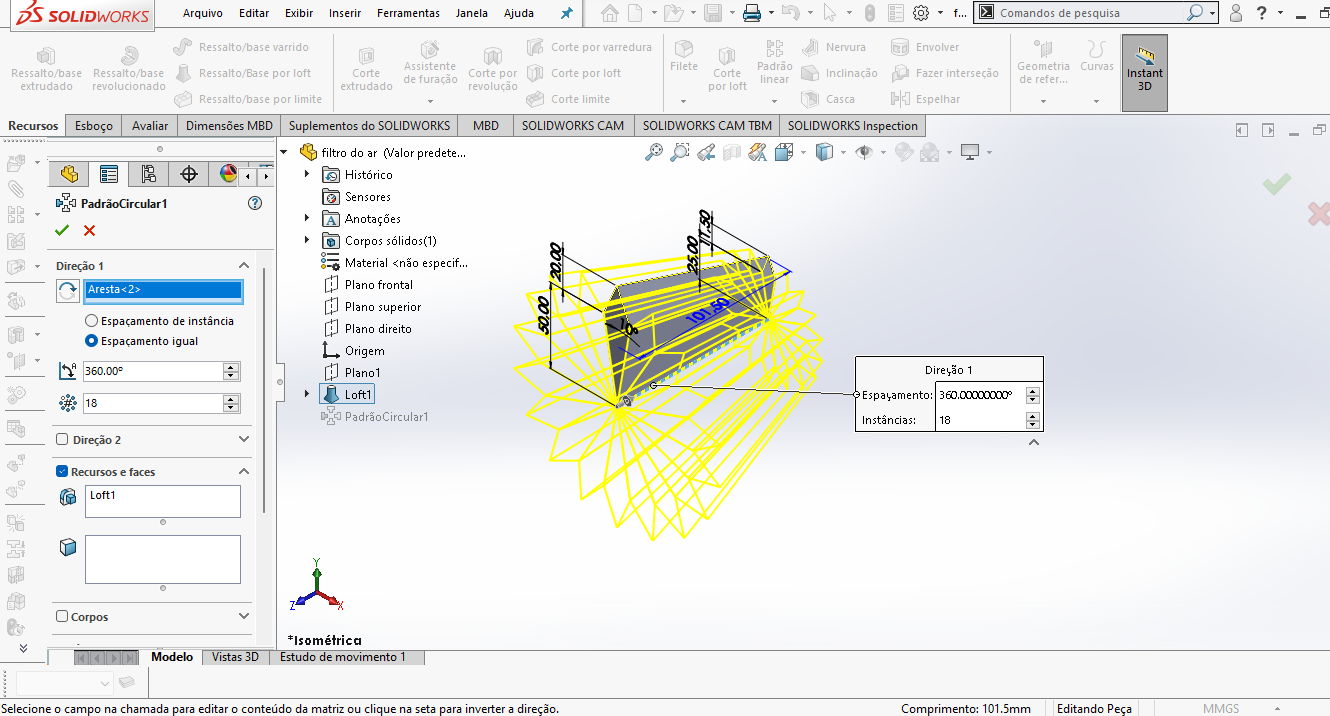 SOLIDWORKS
Arquivo Editar Exibir Inserir Ferramentas Janela Ajuda
f...
Comandos de pesquisa
?
Ressalto/base extrudado
Ressalto/base revolucionado
Ressalto/base varrido
Ressalto/Base por loft
Ressalto/base por limite
Corte extrudado
Assistente de furação
Corte por revolução
Corte por varredura
Corte por loft
Corte limite
Filete
Corte por loft
Padrão linear
Nervura
Inclinação
Casca
Envolver
Fazer interseção
Espelhar
Geometria de refer...
Curvas
Instant 3D
Recursos Esboço Avaliar Dimensões MBD Suplementos do SOLIDWORKS MBD SOLIDWORKS CAM SOLIDWORKS CAM TBM SOLIDWORKS Inspection
PadrãoCircular1
Direção 1
Aresta<2>
Espaçamento de instância
Espaçamento igual
360.00º
18
Direção 2
Recursos e faces
Loft1
Corpos
filtro do ar (Valor predete...
Histórico
Sensores
Anotações
Corpos sólidos(1)
Material <não especif...
Plano frontal
Plano superior
Plano direito
Origem
Plano1
Loft1
PadrãoCircular1
20.00
50.00
25.00
11.50
101.50
10º
Direção 1
Espaçamento: 360.00000000º
Instâncias: 18
Y
Z
X
*Isométrica
Modelo Vistas 3D Estudo de movimento 1
Selecione o campo na chamada para editar o conteúdo da matriz ou clique na seta para inverter a direção.
Comprimento: 101.5mm Editando Peça MMGS